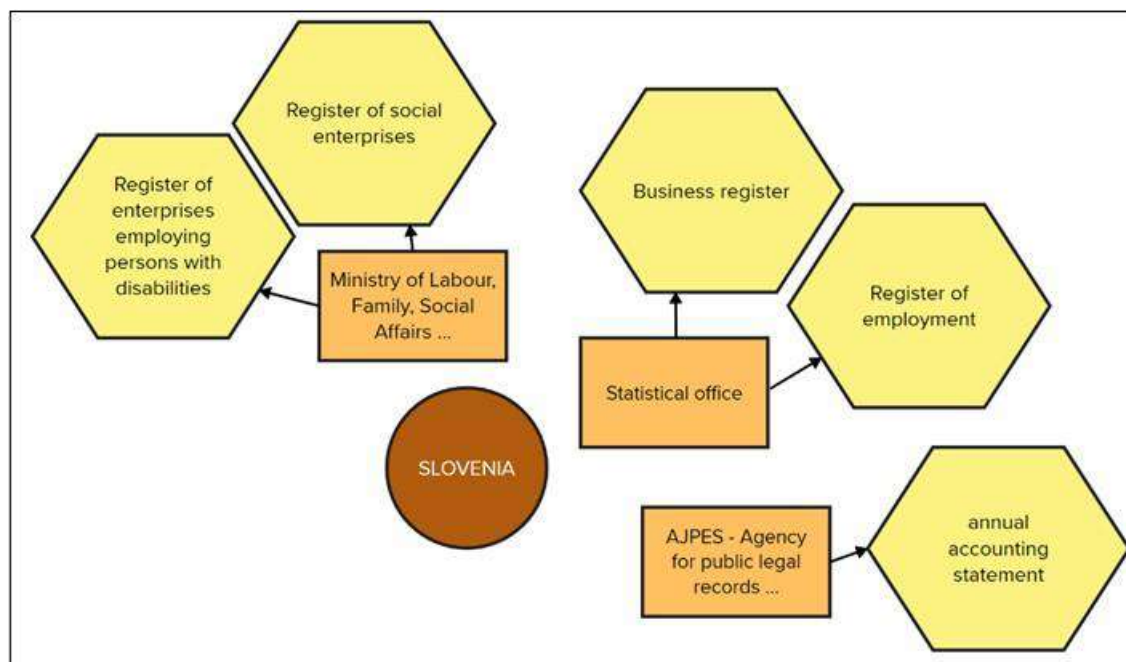 Register of social
enterprises
Register of
enterprises
employing
persons with
disabilities
Ministry of Labour,
Family, Social
Affairs ...
Business register
Register of
employment
Statistical office
SLOVENIA
AJPES - Agency
for public legal
records ...
annual
accounting
statement